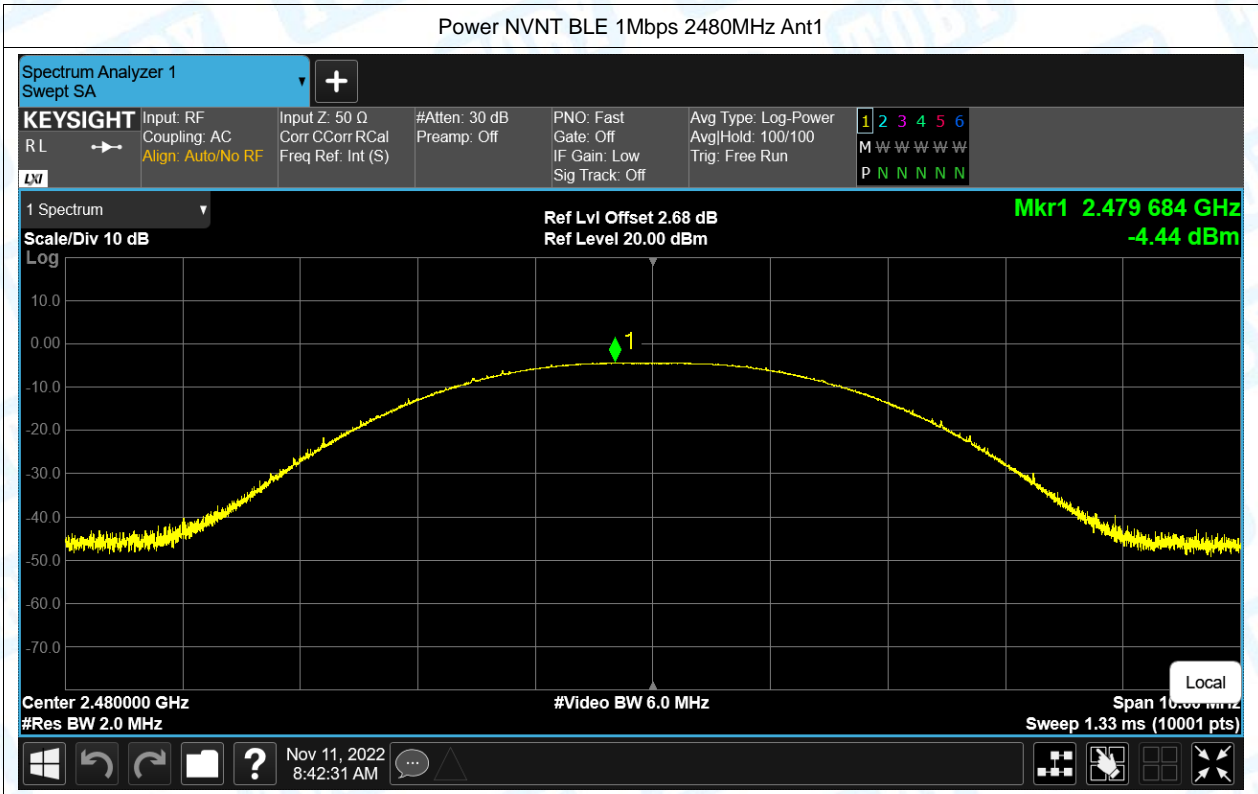 Power NVNT BLE 1Mbps 2480MHz Ant1
Spectrum Analyzer 1
Swept SA
KEYSIGHT
R L
LXI
Input: RF
Coupling: AC
Align: Auto/No RF
Input Z: 50 Ω
Corr CCorr RCal
Freq Ref: Int (S)
#Atten: 30 dB
Preamp: Off
PNO: Fast
Gate: Off
IF Gain: Low
Sig Track: Off
Avg Type: Log-Power
Avg|Hold: 100/100
Trig: Free Run
1 2 3 4 5 6
M W W W W W
P N N N N N
1 Spectrum
Scale/Div 10 dB
Log
Ref Lvl Offset 2.68 dB
Ref Level 20.00 dBm
Mkr1 2.479 684 GHz
-4.44 dBm
10.0
0.00
1
-10.0
-20.0
-30.0
-40.0
-50.0
-60.0
-70.0
Local
Center 2.480000 GHz
#Video BW 6.0 MHz
Span 10.00 MHz
#Res BW 2.0 MHz
Sweep 1.33 ms (10001 pts)
?
Nov 11, 2022
8:42:31 AM